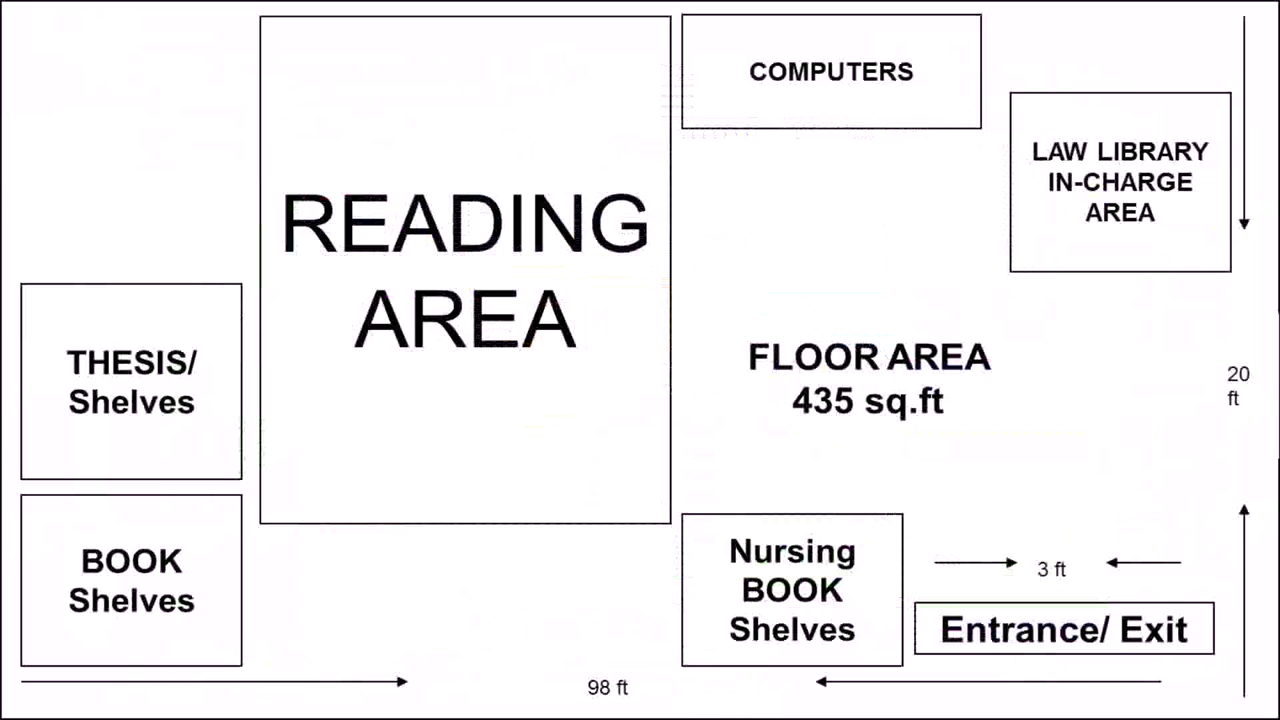 COMPUTERS
LAW LIBRARY
IN-CHARGE
AREA
READING
AREA
THESIS/
Shelves
FLOOR AREA
435 sq.ft
20
ft
BOOK
Shelves
Nursing
BOOK
Shelves
3 ft
Entrance/ Exit
98 ft